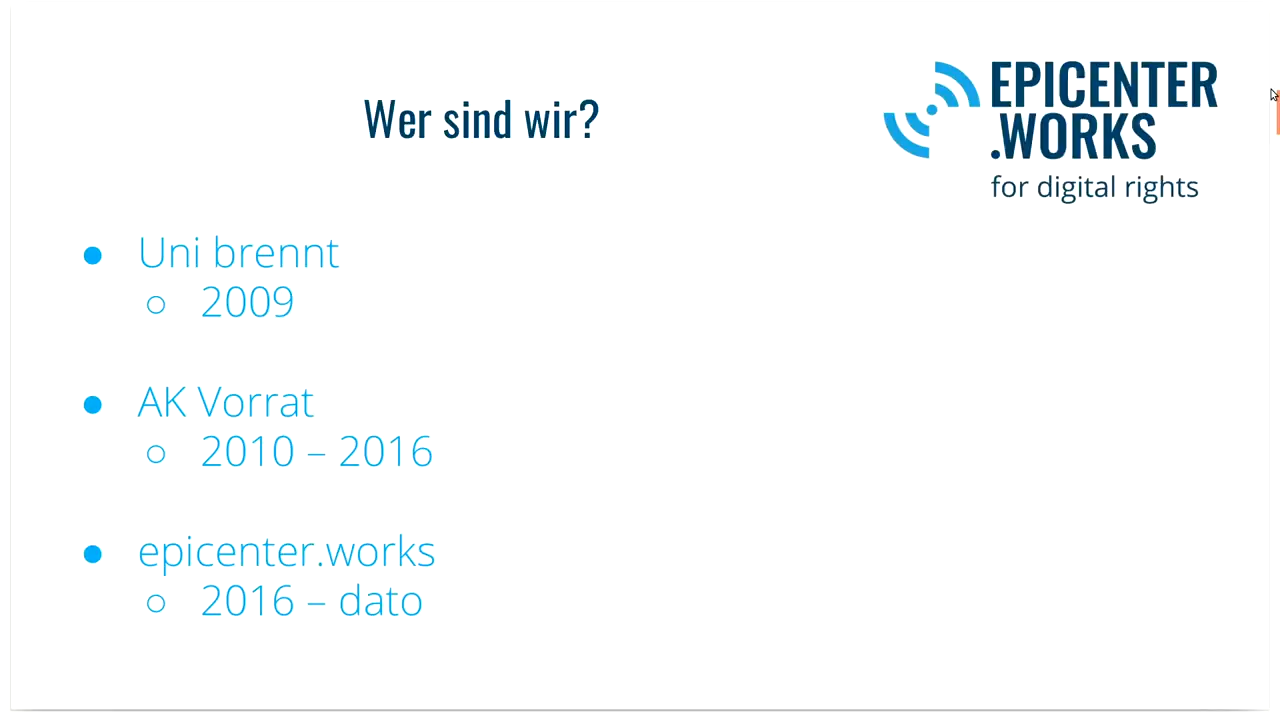 Wer sind wir?
EPICENTER
.WORKS
for digital rights
● Uni brennt
○ 2009
● AK Vorrat
○ 2010 – 2016
● epicenter.works
○ 2016 – dato